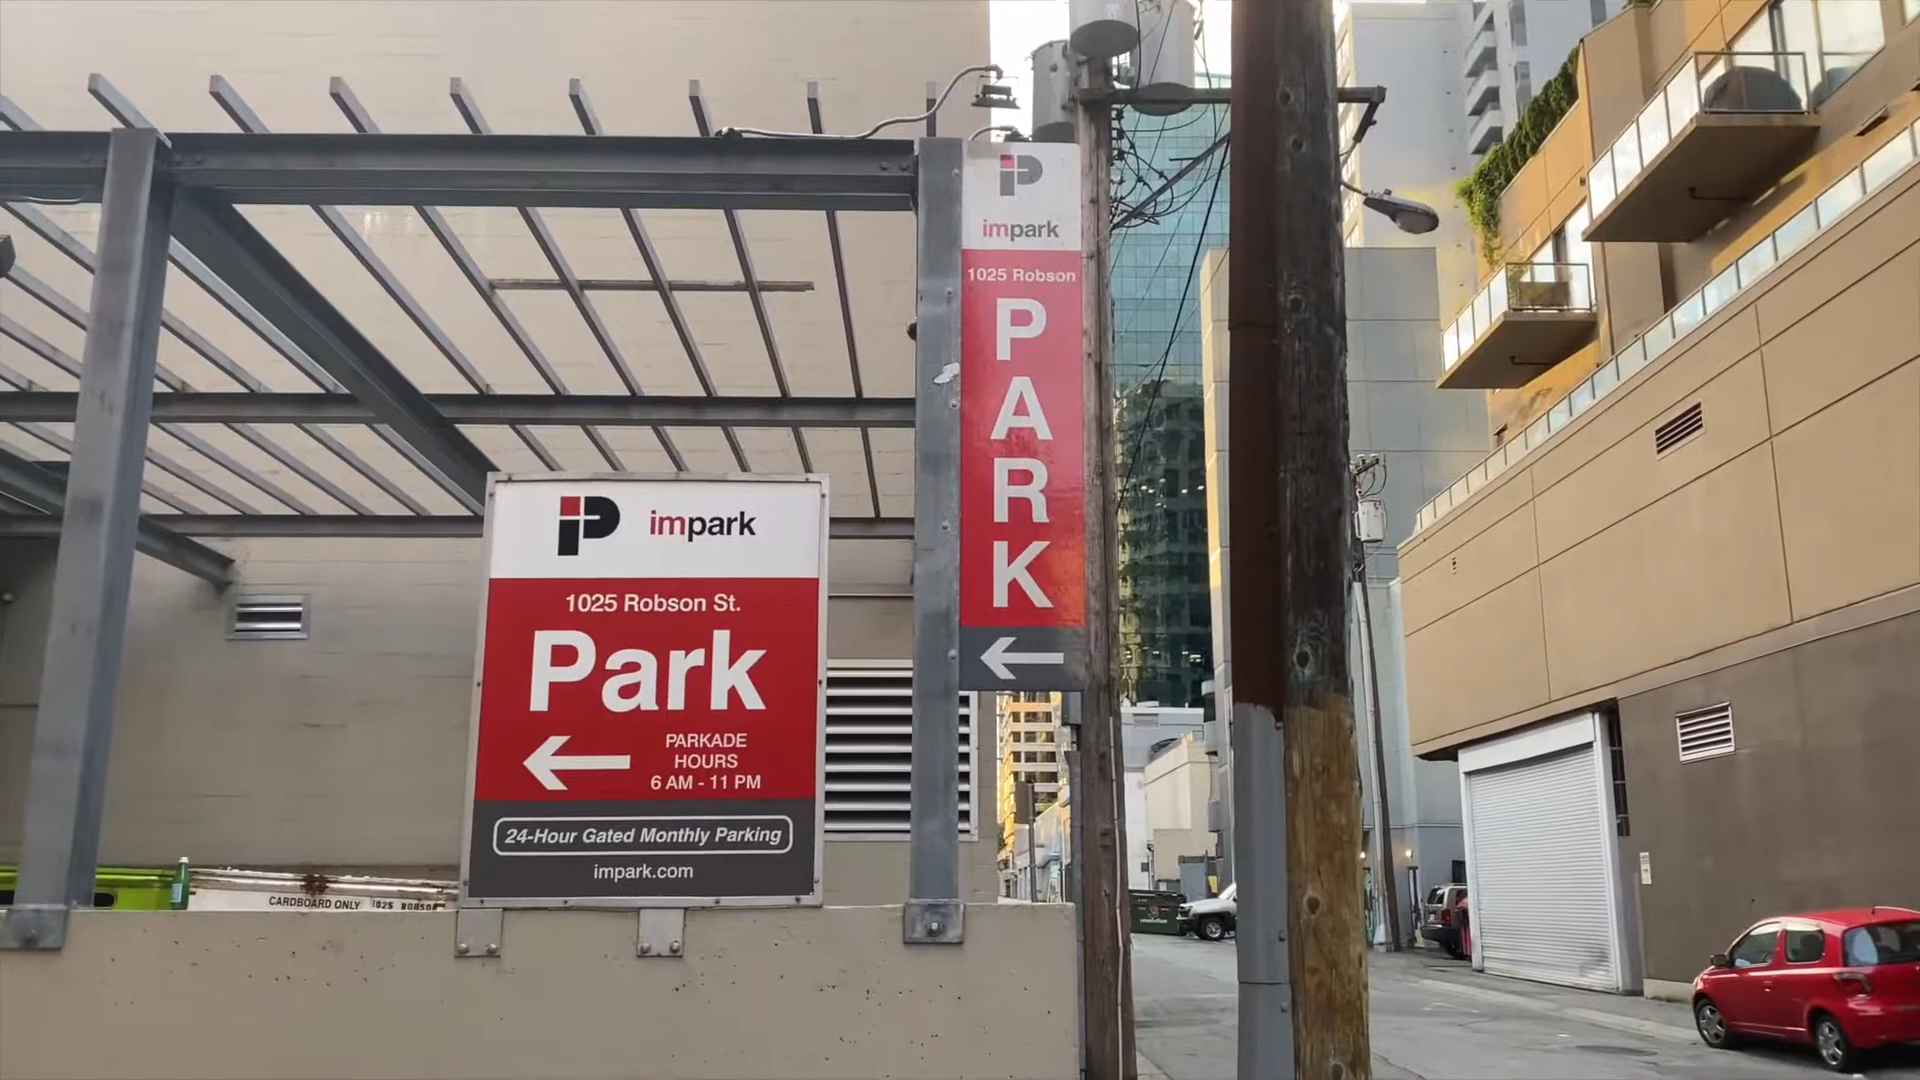 impark
1025 Robson
P
A
R
K
impark
1025 Robson St.
Park
PARKADE
HOURS
6 AM - 11 PM
24-Hour Gated Monthly Parking
impark.com
CARDBOARD ONLY 1025 ROBSON